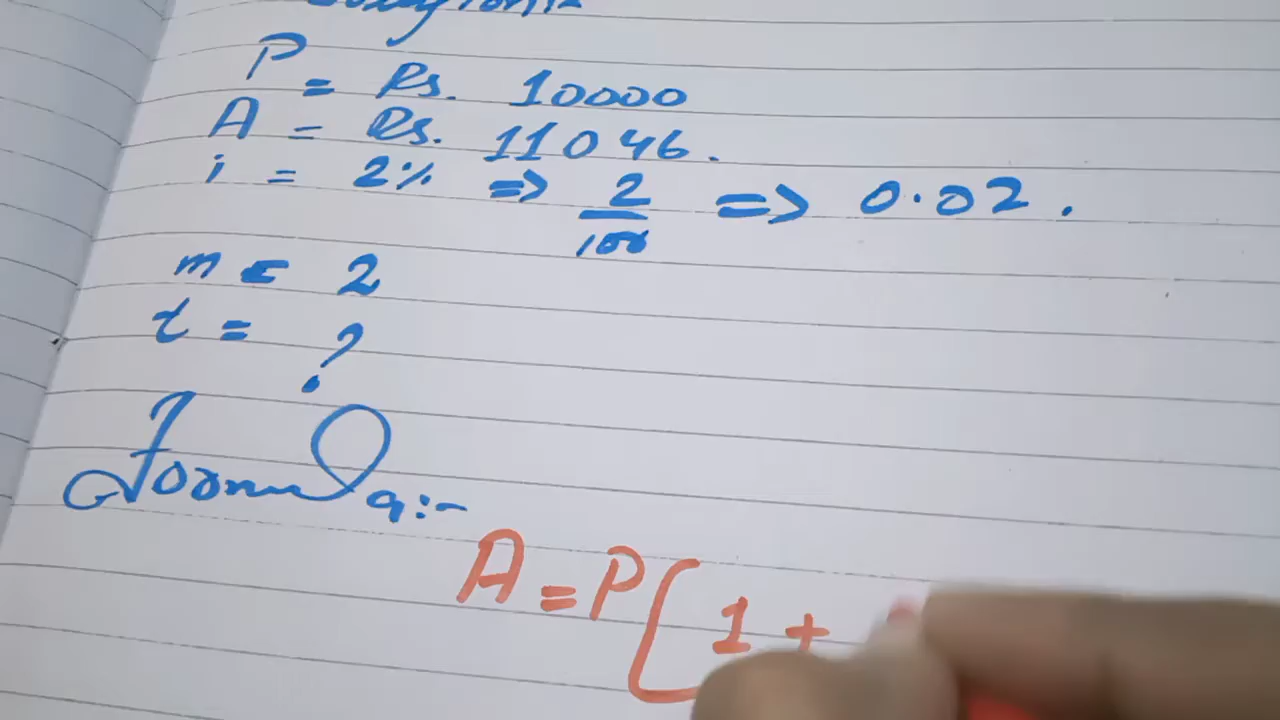 P = Rs. 10000
A = Rs. 11046.
i = 2% => 2/100 => 0.02.
m = 2
t = ?
Formula:-
A = P[1 +